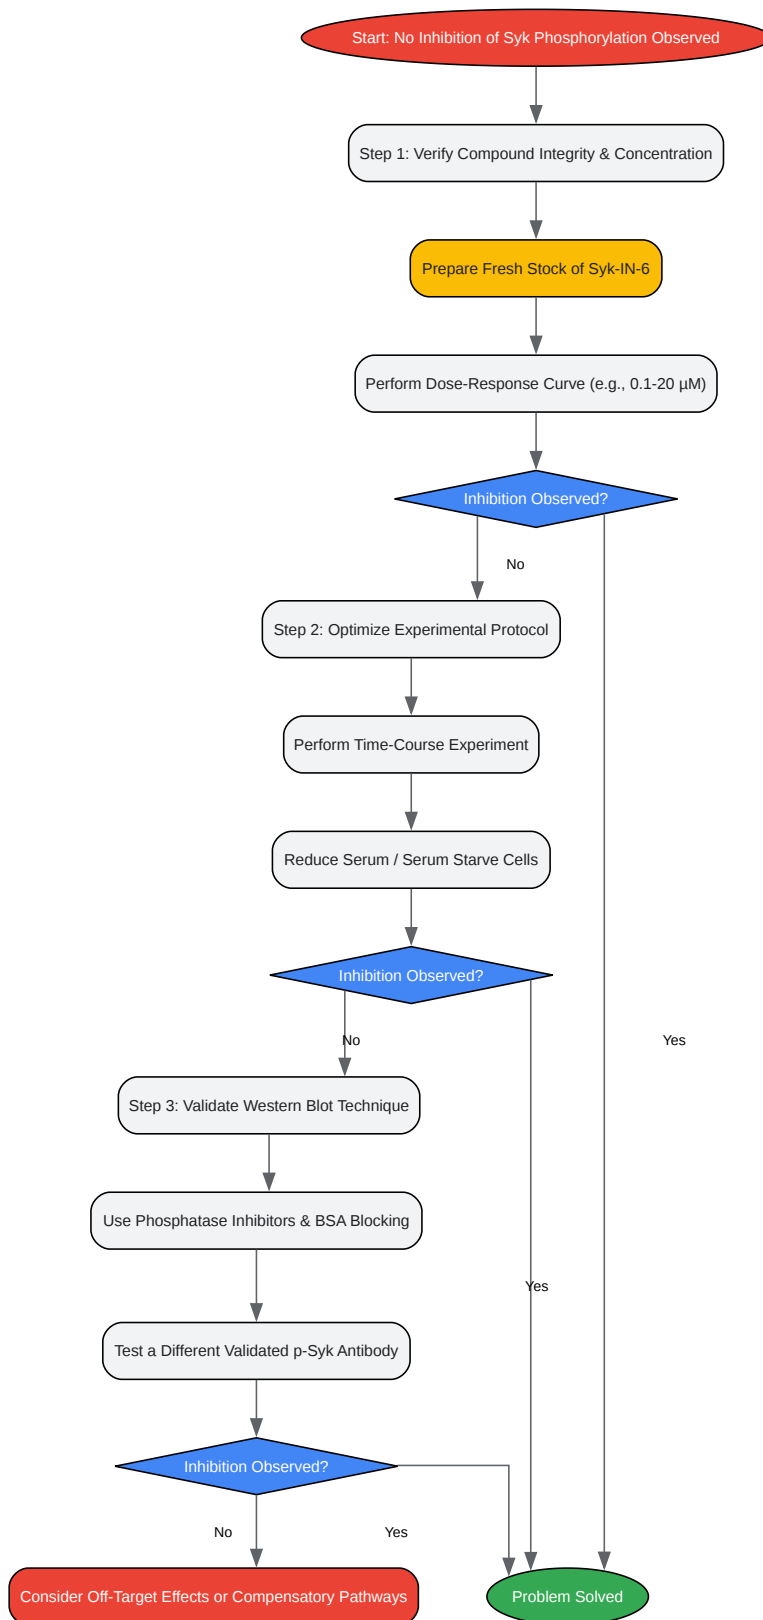 Start: No Inhibition of Syk Phosphorylation Observed
Step 1: Verify Compound Integrity & Concentration
Prepare Fresh Stock of Syk-IN-6
Perform Dose-Response Curve (e.g., 0.1-20 µM)
Inhibition Observed?
No
Step 2: Optimize Experimental Protocol
Perform Time-Course Experiment
Reduce Serum / Serum Starve Cells
Inhibition Observed?
No
Yes
Step 3: Validate Western Blot Technique
Use Phosphatase Inhibitors & BSA Blocking
Yes
Test a Different Validated p-Syk Antibody
Inhibition Observed?
No
Yes
Consider Off-Target Effects or Compensatory Pathways
Problem Solved